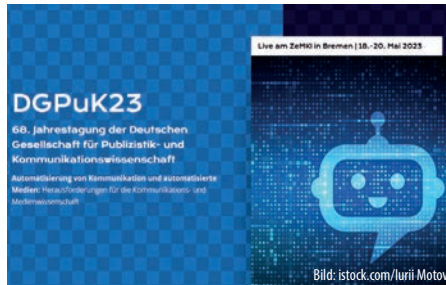 Live am ZeMKI in Bremen | 18.-20. Mai 2023
DGPuK23
68. Jahrestagung der Deutschen
Gesellschaft für Publizistik- und
Kommunikationswissenschaft
Automatisierung von Kommunikation und automatisierte
Medien: Herausforderungen für die Kommunikations- und
Medienwissenschaft
Bild: istock.com/Iurii Motov